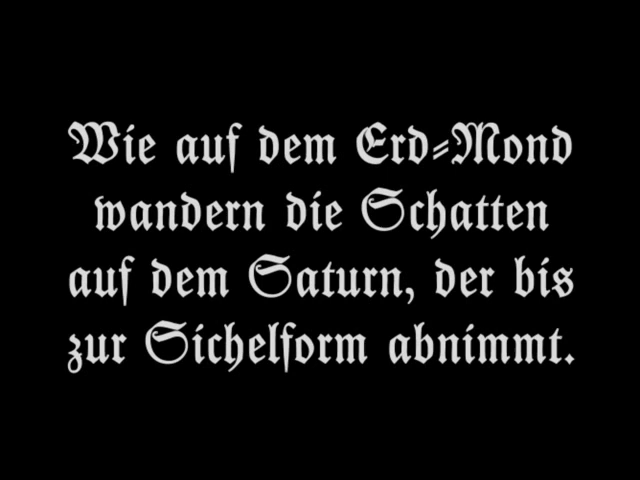 Wie auf dem Erd-Mond
wandern die Schatten
auf dem Saturn, der bis
zur Sichelform abnimmt.